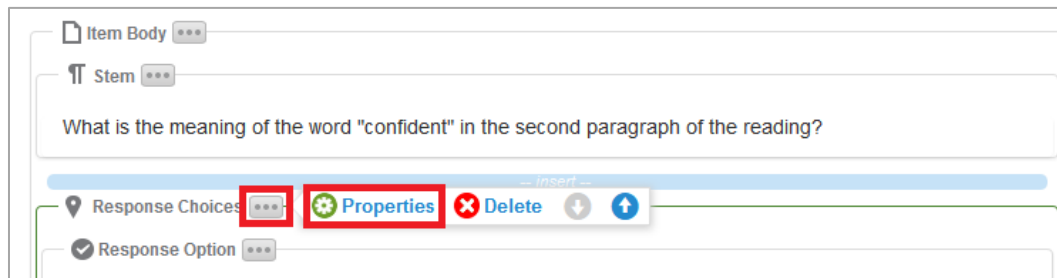 Item Body
Stem
What is the meaning of the word "confident" in the second paragraph of the reading?
-- insert --
Response Choices Properties Delete
Response Option